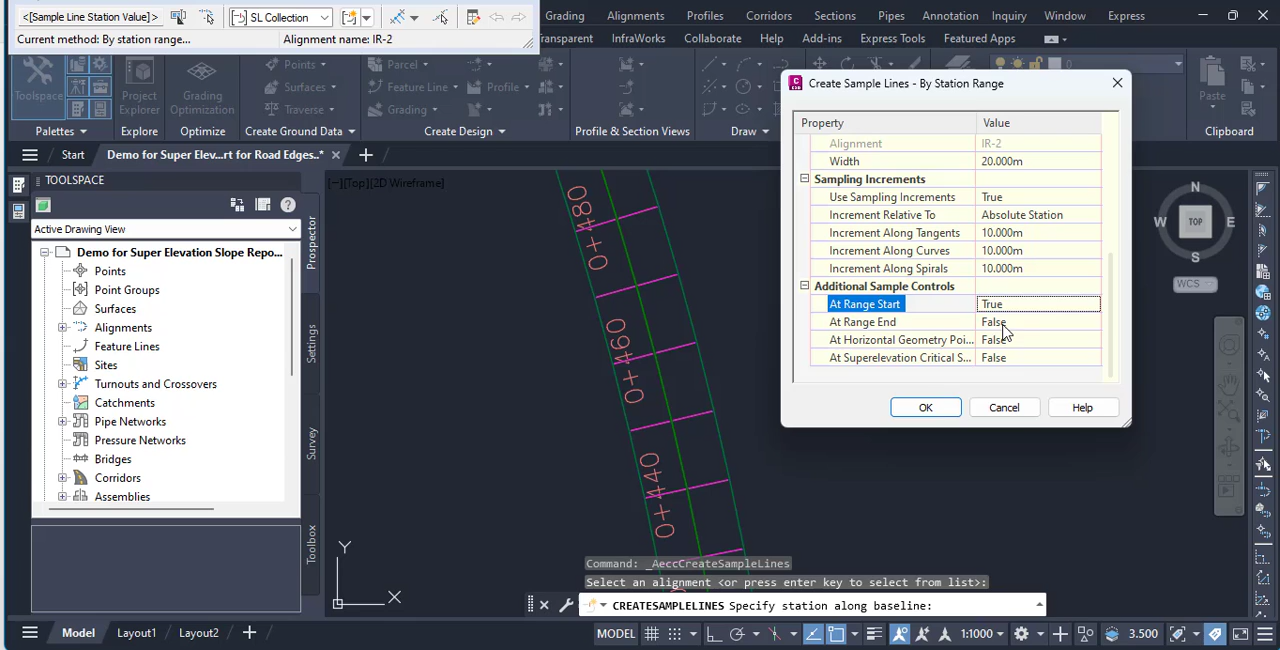 <[Sample Line Station Value]>
SL Collection
Current method: By station range...
Alignment name: IR-2
Grading
Alignments
Profiles
Corridors
Sections
Pipes
Annotation
Inquiry
Window
Express
Transparent
InfraWorks
Collaborate
Help
Add-ins
Express Tools
Featured Apps
Toolspace
Project
Explorer
Grading
Optimization
Points
Surfaces
Traverse
Parcel
Feature Line
Grading
Profile
0
Paste
Palettes
Explore
Optimize
Create Ground Data
Create Design
Profile & Section Views
Draw
Clipboard
Start
Demo for Super Elev...rt for Road Edges..*
TOOLSPACE
Active Drawing View
Demo for Super Elevation Slope Repo...
Points
Point Groups
Surfaces
Alignments
Feature Lines
Sites
Turnouts and Crossovers
Catchments
Pipe Networks
Pressure Networks
Bridges
Corridors
Assemblies
Prospector
Settings
Survey
Toolbox
[−][Top][2D Wireframe]
0+480
0+460
0+440
Y
X
Create Sample Lines - By Station Range
Property Value
Alignment IR-2
Width 20.000m
Sampling Increments
Use Sampling Increments True
Increment Relative To Absolute Station
Increment Along Tangents 10.000m
Increment Along Curves 10.000m
Increment Along Spirals 10.000m
Additional Sample Controls
At Range Start True
At Range End False
At Horizontal Geometry Poi... False
At Superelevation Critical S... False
OK
Cancel
Help
N
W
TOP
E
S
WCS
Command: _AeccCreateSampleLines
Select an alignment <or press enter key to select from list>:
CREATESAMPLELINES Specify station along baseline:
Model
Layout1
Layout2
MODEL
1:1000
3.500